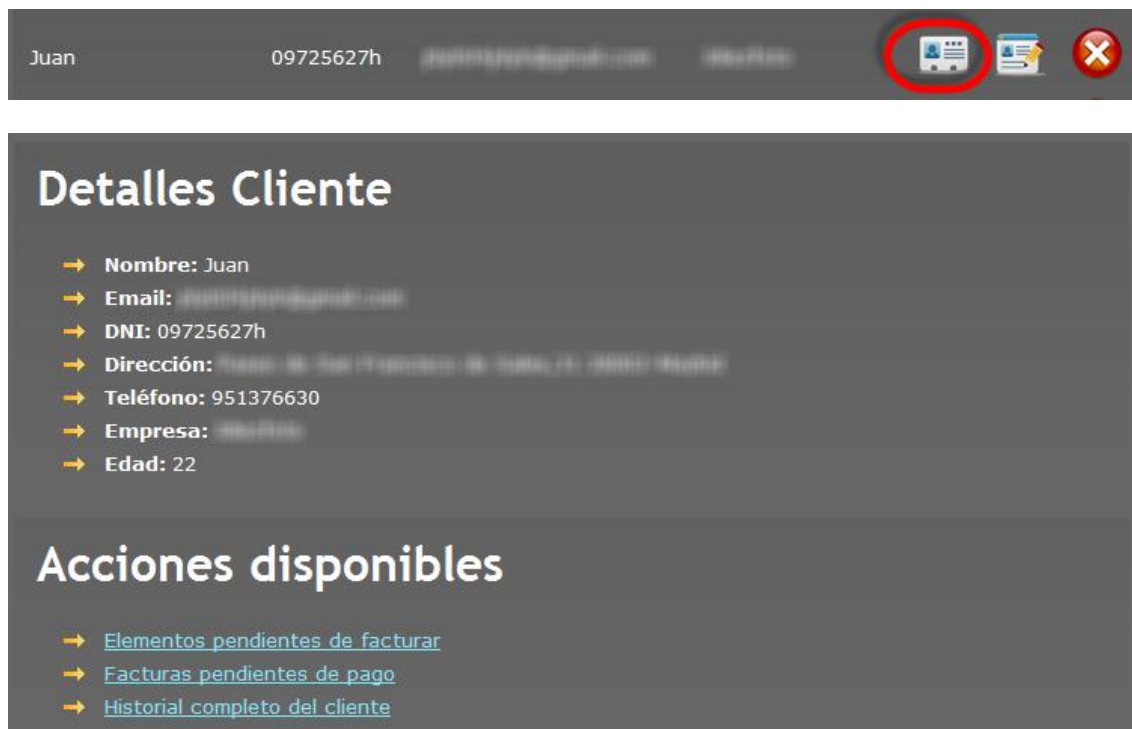 Juan 09725627h
Detalles Cliente
Nombre: Juan
Email:
DNI: 09725627h
Dirección:
Teléfono: 951376630
Empresa:
Edad: 22
Acciones disponibles
Elementos pendientes de facturar
Facturas pendientes de pago
Historial completo del cliente